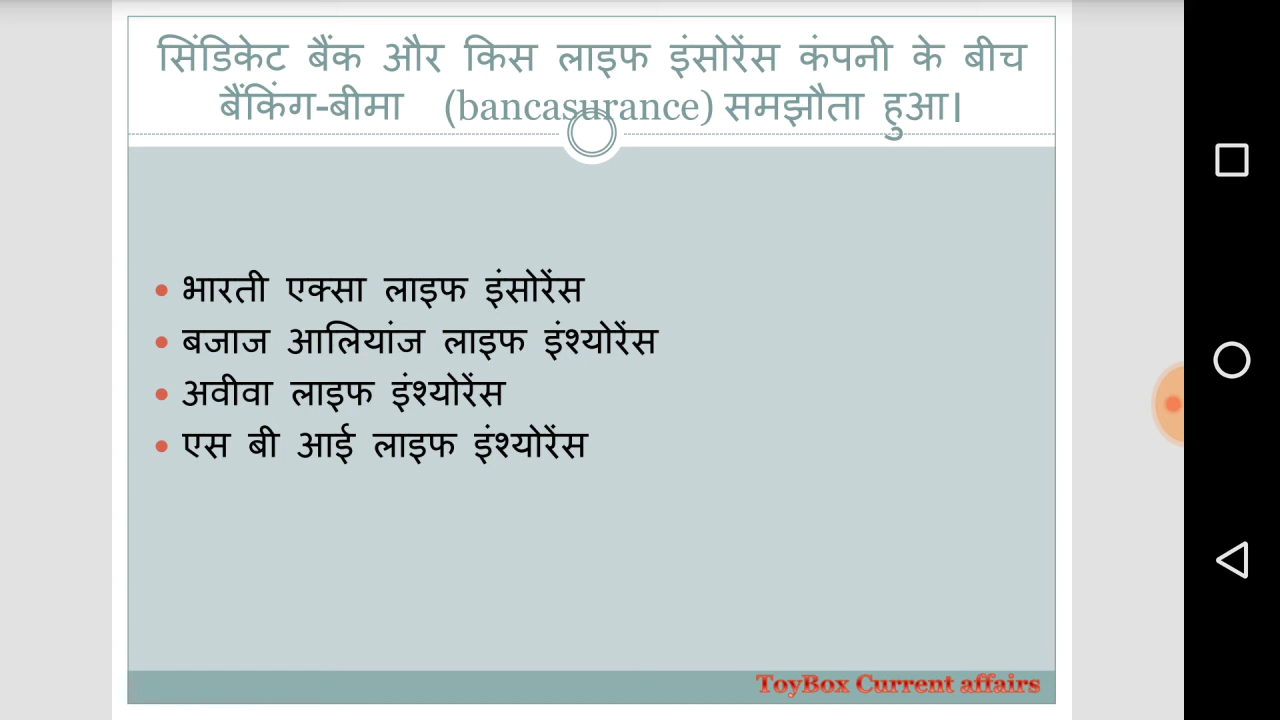 सिंडिकेट बैंक और किस लाइफ इंसोरेंस कंपनी के बीच
बैंकिंग-बीमा (bancasurance) समझौता हुआ।
भारती एक्सा लाइफ इंसोरेंस
बजाज आलियांज लाइफ इंश्योरेंस
अवीवा लाइफ इंश्योरेंस
एस बी आई लाइफ इंश्योरेंस
ToyBox Current affairs